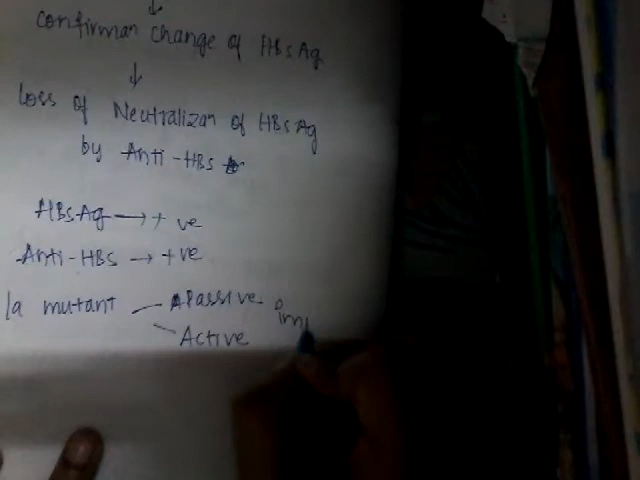 confirman change of HBsAg
↓
loss of Neutralizan of HBsAg
by Anti-HBs
HBsAg → + ve
Anti-HBS → +ve
mutant — Passive im
Active